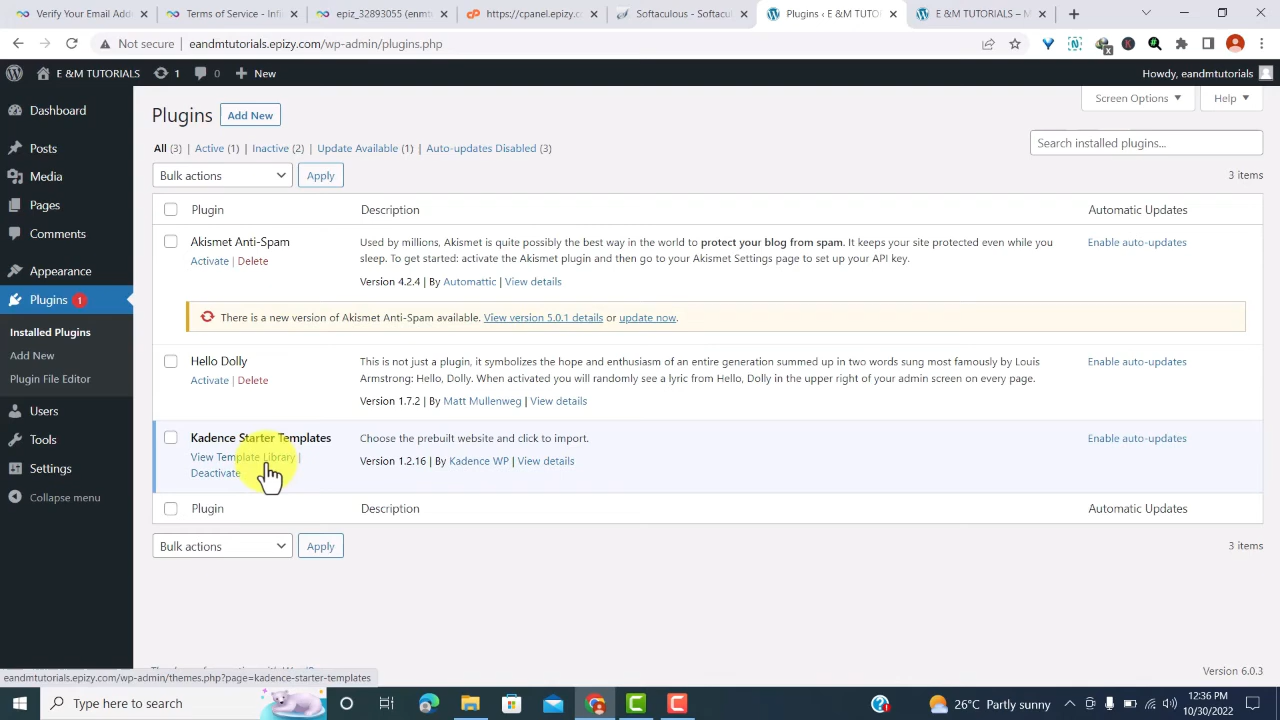 Verify Your Email Addre
Terms of Service - Infi
epiz_32893055 (enmt
https://cpanel.epizy.co
Softaculous - Softacul
Plugins ‹ E & M TUTO
E & M TUTORIALS – M
Not secure
eandmtutorials.epizy.com/wp-admin/plugins.php
E &M TUTORIALS
1
0
New
Howdy, eandmtutorials
Dashboard
Posts
Media
Pages
Comments
Appearance
Plugins 1
Installed Plugins
Add New
Plugin File Editor
Users
Tools
Settings
Collapse menu
Screen Options
Help
Plugins
Add New
All (3) | Active (1) | Inactive (2) | Update Available (1) | Auto-updates Disabled (3)
Search installed plugins...
Bulk actions
Apply
3 items
Plugin
Description
Automatic Updates
Akismet Anti-Spam
Activate | Delete
Used by millions, Akismet is quite possibly the best way in the world to protect your blog from spam. It keeps your site protected even while you
sleep. To get started: activate the Akismet plugin and then go to your Akismet Settings page to set up your API key.
Version 4.2.4 | By Automattic | View details
Enable auto-updates
There is a new version of Akismet Anti-Spam available. View version 5.0.1 details or update now.
Hello Dolly
Activate | Delete
This is not just a plugin, it symbolizes the hope and enthusiasm of an entire generation summed up in two words sung most famously by Louis
Armstrong: Hello, Dolly. When activated you will randomly see a lyric from Hello, Dolly in the upper right of your admin screen on every page.
Version 1.7.2 | By Matt Mullenweg | View details
Enable auto-updates
Kadence Starter Templates
View Template Library |
Deactivate
Choose the prebuilt website and click to import.
Version 1.2.16 | By Kadence WP | View details
Enable auto-updates
Plugin
Description
Automatic Updates
Bulk actions
Apply
3 items
Version 6.0.3
eandmtutorials.epizy.com/wp-admin/themes.php?page=kadence-starter-templates
Type here to search
26°C Partly sunny
12:36 PM
10/30/2022